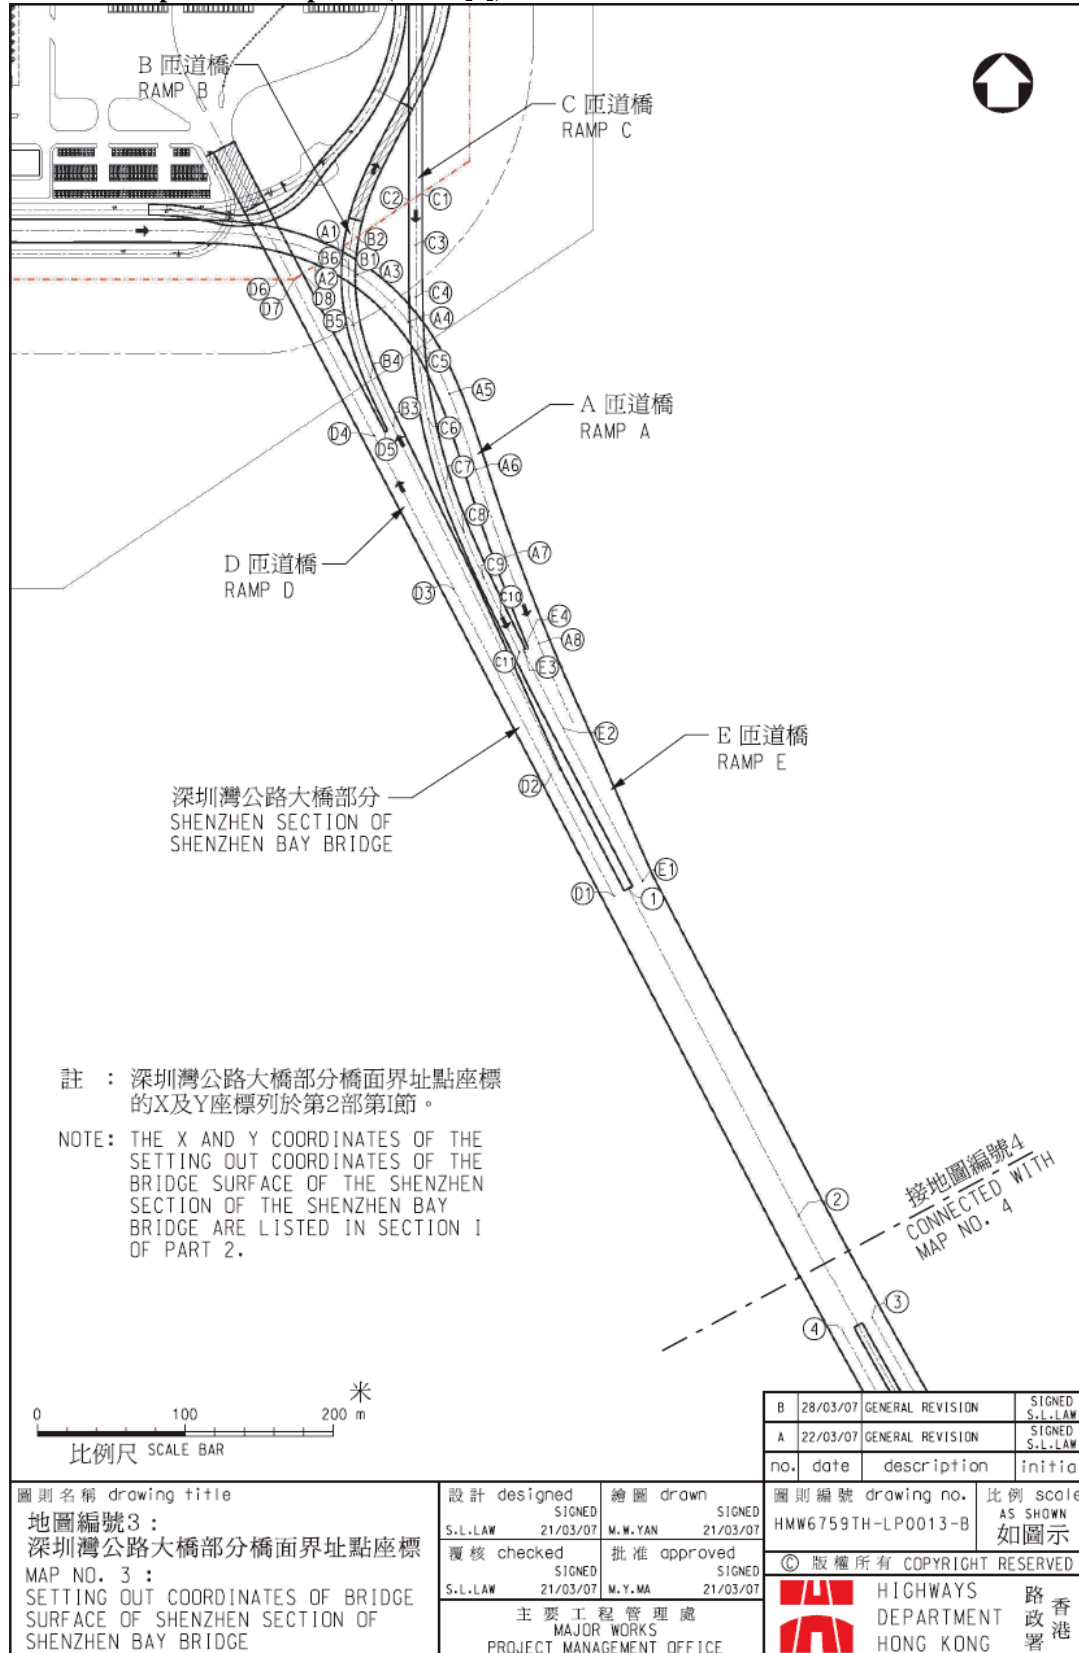 B 匝道橋
RAMP B
C 匝道橋
RAMP C
C2
C1
A1
B2
C3
B6
B1
A3
A2
D6
D8
D7
C4
B5
A4
B4
C5
A5
B3
A 匝道橋
RAMP A
D4
C6
D5
C7
A6
C8
D 匝道橋
RAMP D
C9
A7
D3
C10
E4
A8
C11
E3
E2
E 匝道橋
RAMP E
D2
深圳灣公路大橋部分
SHENZHEN SECTION OF
SHENZHEN BAY BRIDGE
E1
D1
1
註 : 深圳灣公路大橋部分橋面界址點座標
的X及Y座標列於第2部第I節。
NOTE: THE X AND Y COORDINATES OF THE
SETTING OUT COORDINATES OF THE
BRIDGE SURFACE OF THE SHENZHEN
SECTION OF THE SHENZHEN BAY
BRIDGE ARE LISTED IN SECTION I
OF PART 2.
接地圖編號4
CONNECTED WITH
MAP NO. 4
2
3
4
米
0 100 200 m
比例尺 SCALE BAR
B 28/03/07 GENERAL REVISION SIGNED S.L.LAW
A 22/03/07 GENERAL REVISION SIGNED S.L.LAW
no. date description initia
圖則名稱 drawing title
地圖編號3 :
深圳灣公路大橋部分橋面界址點座標
MAP NO. 3 :
SETTING OUT COORDINATES OF BRIDGE
SURFACE OF SHENZHEN SECTION OF
SHENZHEN BAY BRIDGE
設計 designed
SIGNED
S.L.LAW 21/03/07
繪圖 drawn
SIGNED
M.W.YAN 21/03/07
覆核 checked
SIGNED
S.L.LAW 21/03/07
批准 approved
SIGNED
M.Y.MA 21/03/07
主要工程管理處
MAJOR WORKS
PROJECT MANAGEMENT OFFICE
圖則編號 drawing no.
HMW6759TH-LP0013-B
比例 scale
AS SHOWN
如圖示
© 版權所有 COPYRIGHT RESERVED
HIGHWAYS
DEPARTMENT
HONG KONG
香港
路政署